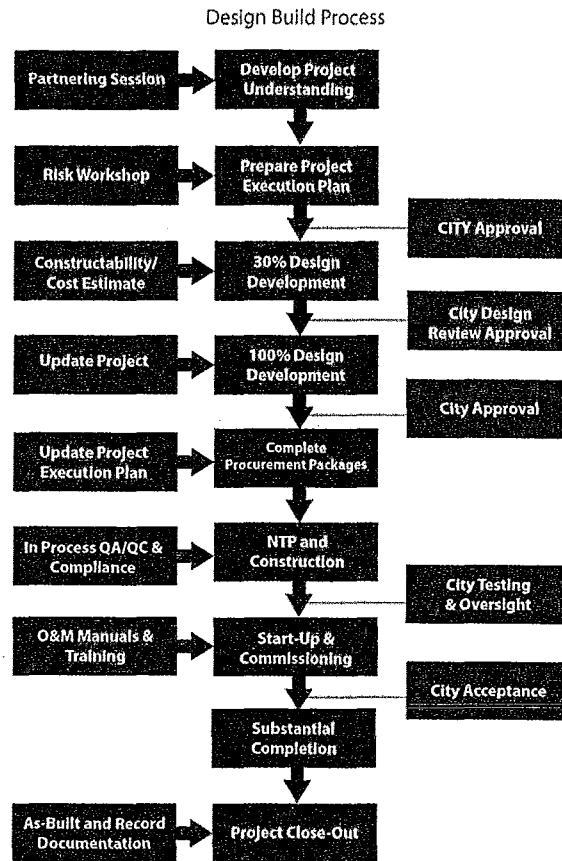 Design Build Process
Partnering Session
Develop Project
Understanding
Risk Workshop
Prepare Project
Execution Plan
CITY Approval
Constructability/
Cost Estimate
30% Design
Development
City Design
Review Approval
Update Project
100% Design
Development
City Approval
Update Project
Execution Plan
Complete
Procurement Packages
In Process QA/QC &
Compliance
NTP and
Construction
City Testing
& Oversight
O&M Manuals &
Training
Start-Up &
Commissioning
City Acceptance
Substantial
Completion
As-Built and Record
Documentation
Project Close-Out